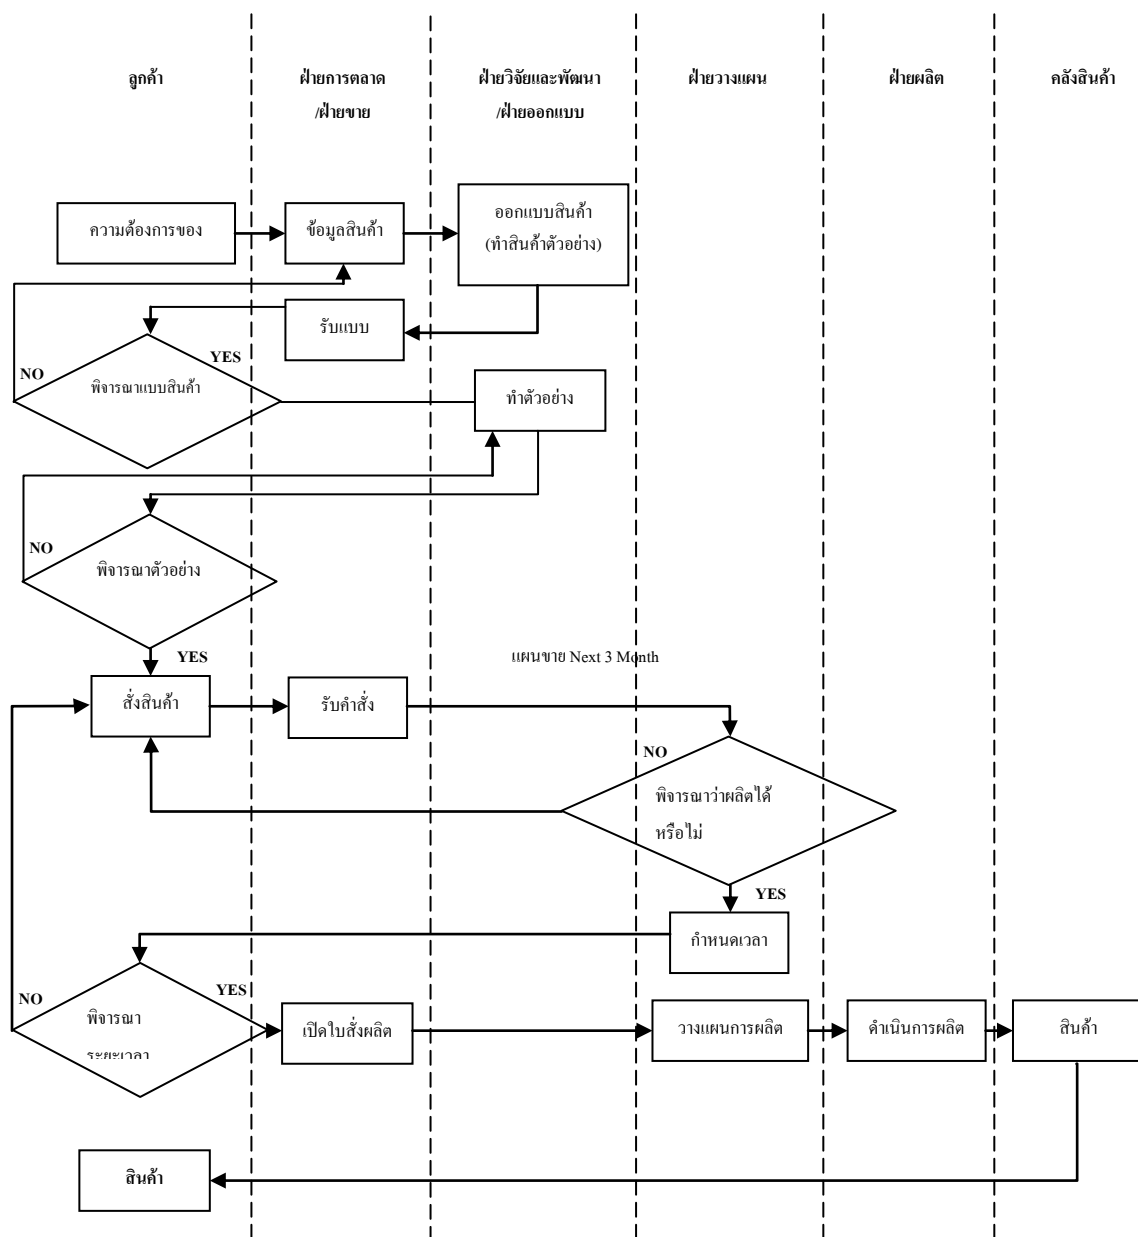 ลูกค้า
ฝ่ายการตลาด
/ฝ่ายขาย
ฝ่ายวิจัยและพัฒนา
/ฝ่ายออกแบบ
ฝ่ายวางแผน
ฝ่ายผลิต
คลังสินค้า
ความต้องการของ
ข้อมูลสินค้า
ออกแบบสินค้า
(ทำสินค้าตัวอย่าง)
รับแบบ
NO
YES
พิจารณาแบบสินค้า
ทำตัวอย่าง
NO
พิจารณาตัวอย่าง
YES
แผนขาย Next 3 Month
สั่งสินค้า
รับคำสั่ง
NO
พิจารณาว่าผลิตได้
หรือไม่
YES
กำหนดเวลา
NO
YES
พิจารณา
ระยะเวลา
เปิดใบสั่งผลิต
วางแผนการผลิต
ดำเนินการผลิต
สินค้า
สินค้า